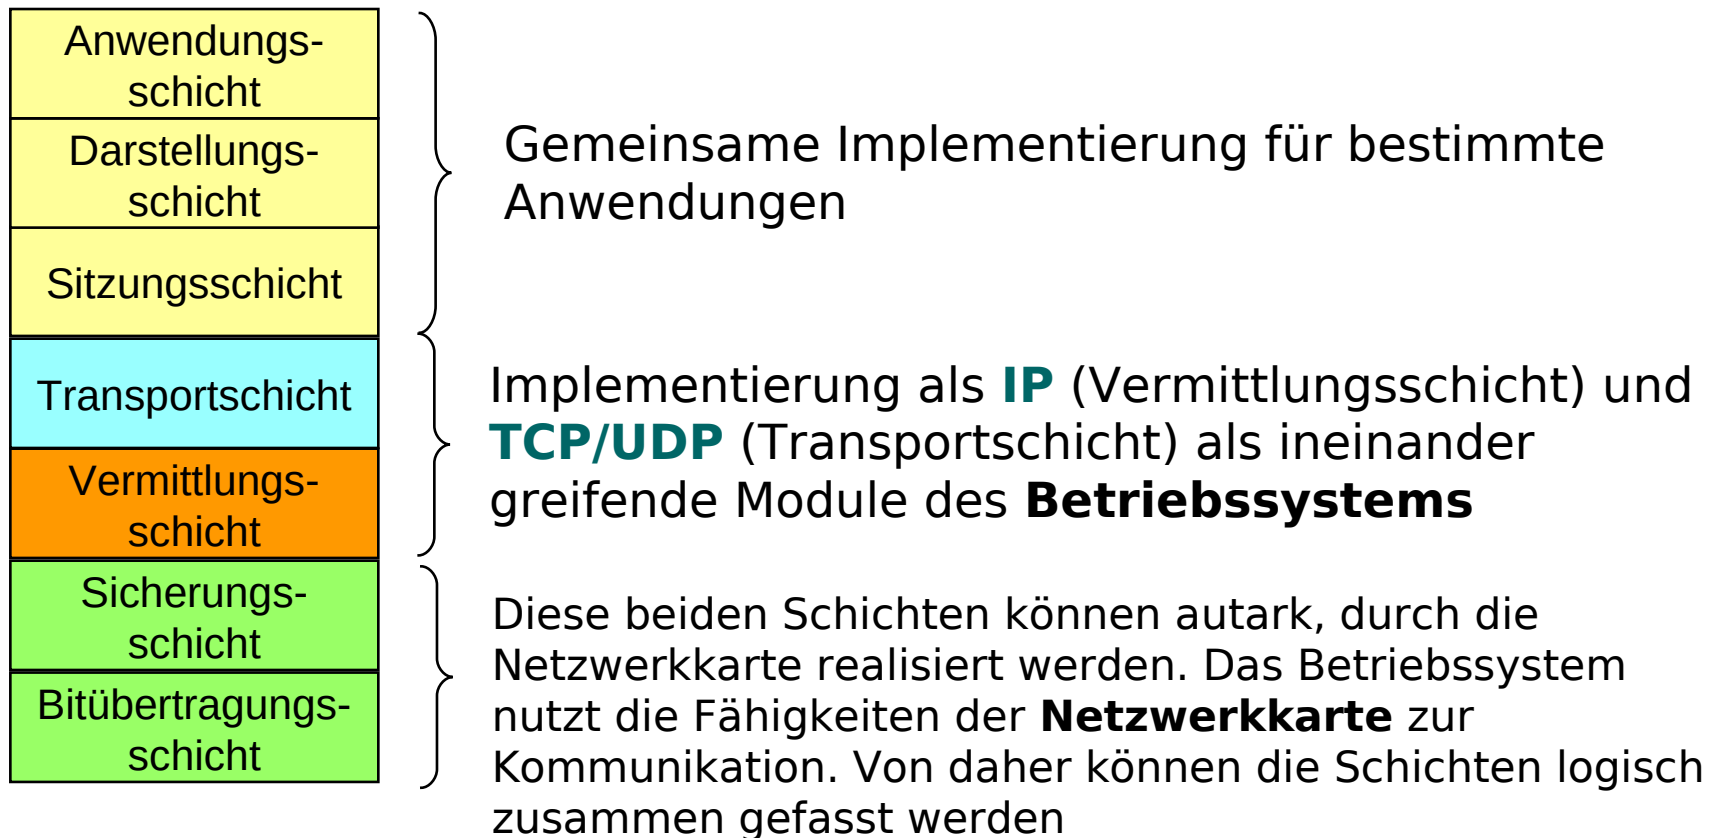 Anwendungs-
schicht
Darstellungs-
schicht
Sitzungsschicht
Gemeinsame Implementierung für bestimmte
Anwendungen
Transportschicht
Vermittlungs-
schicht
Implementierung als IP (Vermittlungsschicht) und
TCP/UDP (Transportschicht) als ineinander
greifende Module des Betriebssystems
Sicherungs-
schicht
Bitübertragungs-
schicht
Diese beiden Schichten können autark, durch die
Netzwerkkarte realisiert werden. Das Betriebssystem
nutzt die Fähigkeiten der Netzwerkkarte zur
Kommunikation. Von daher können die Schichten logisch
zusammen gefasst werden